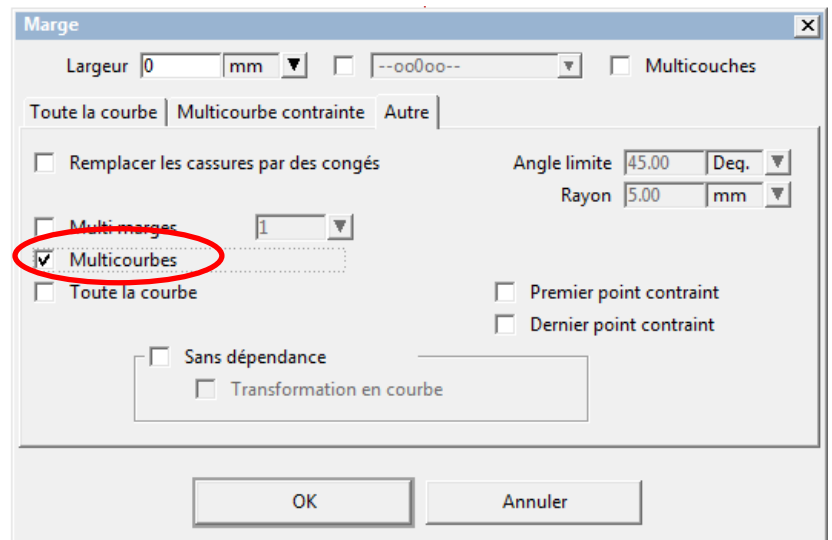 Marge
Largeur 0 mm --oo0oo-- Multicouches
Toute la courbe Multicourbe contrainte Autre
Remplacer les cassures par des congés Angle limite 45.00 Deg.
Rayon 5.00 mm
Multi marges 1
Multicourbes
Toute la courbe Premier point contraint
Dernier point contraint
Sans dépendance
Transformation en courbe
OK Annuler